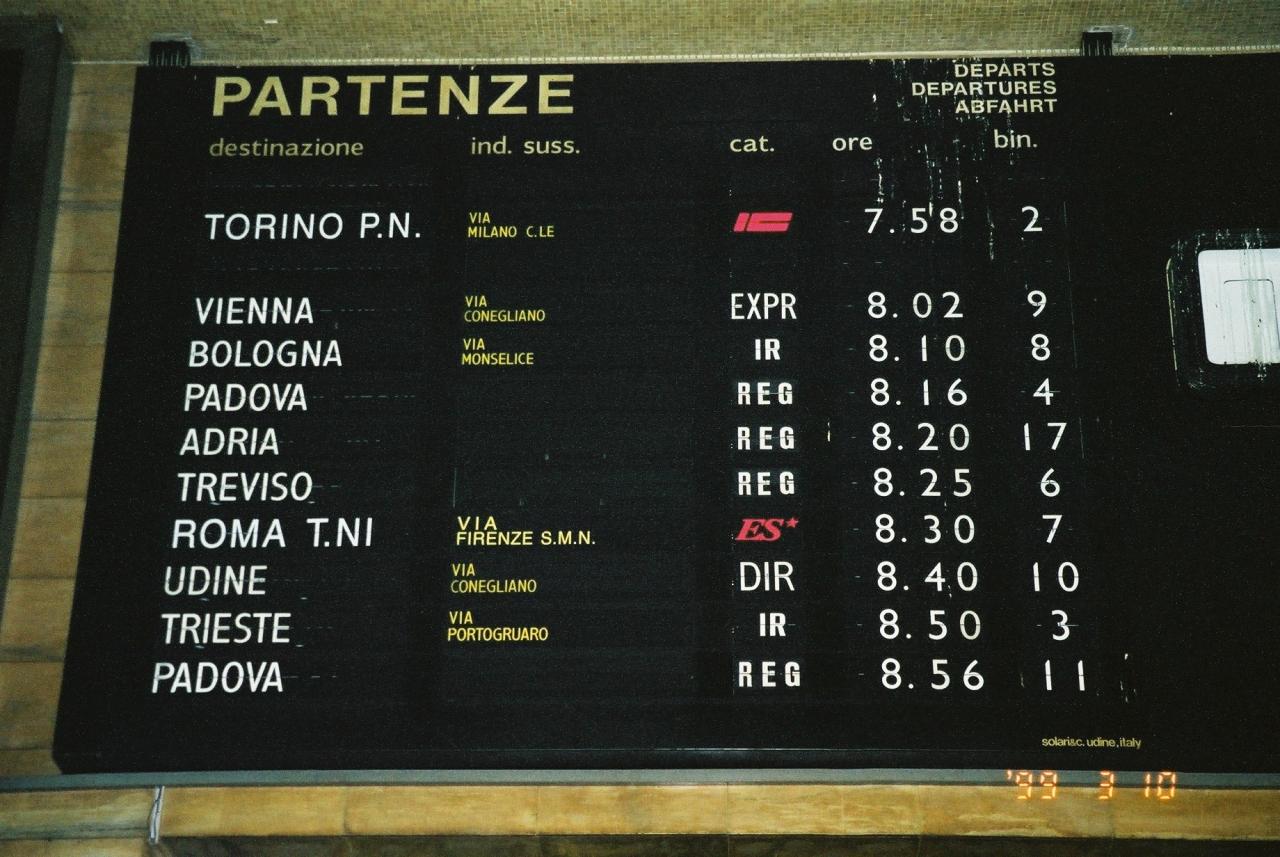 PARTENZE
DEPARTS
DEPARTURES
ABFAHRT
destinazione ind. suss. cat. ore bin.
TORINO P.N. VIA MILANO C.LE IC 7.58 2
VIENNA VIA CONEGLIANO EXPR 8.02 9
BOLOGNA VIA MONSELICE IR 8.10 8
PADOVA REG 8.16 4
ADRIA REG 8.20 17
TREVISO REG 8.25 6
ROMA T.NI VIA FIRENZE S.M.N. ES* 8.30 7
UDINE VIA CONEGLIANO DIR 8.40 10
TRIESTE VIA PORTOGRUARO IR 8.50 3
PADOVA REG 8.56 11
solari&c. udine, italy
'99 3 10